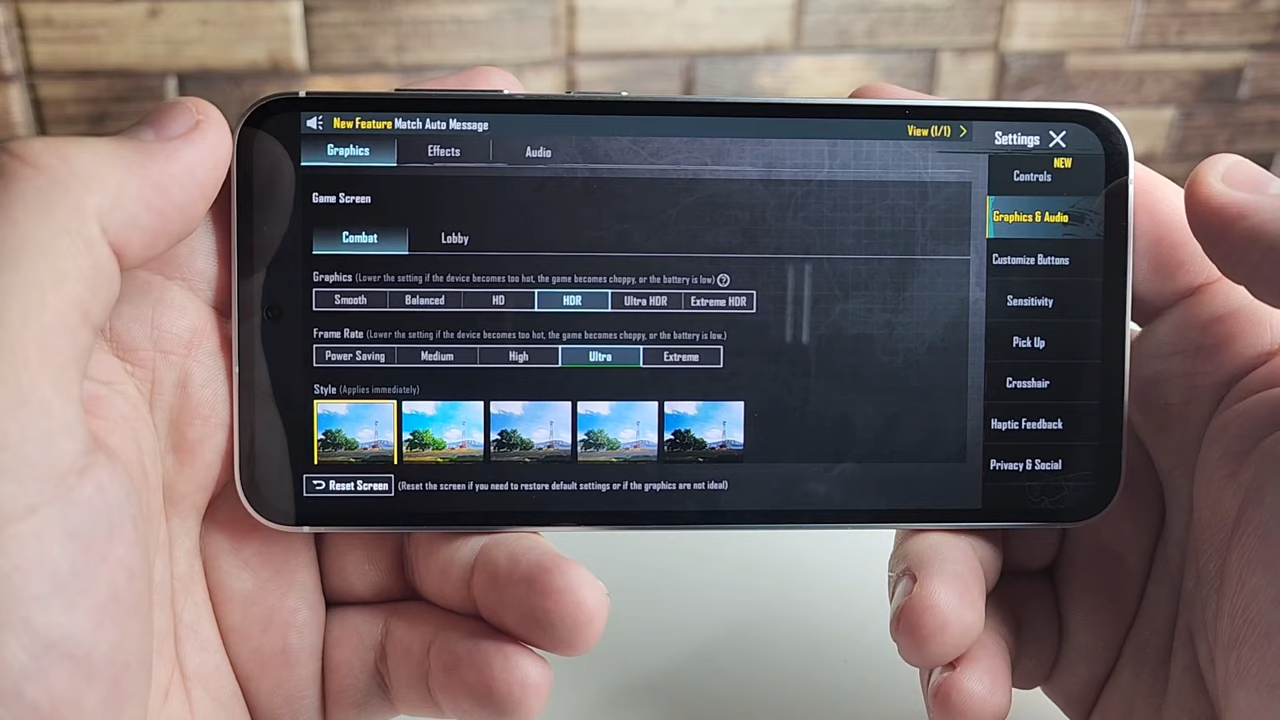 New Feature Match Auto Message
View (1/1)
Settings
Graphics
Effects
Audio
NEW
Controls
Graphics & Audio
Customize Buttons
Sensitivity
Pick Up
Crosshair
Haptic Feedback
Privacy & Social
Game Screen
Combat
Lobby
Graphics (Lower the setting if the device becomes too hot, the game becomes choppy, or the battery is low) ?
Smooth Balanced HD HDR Ultra HDR Extreme HDR
Frame Rate (Lower the setting if the device becomes too hot, the game becomes choppy, or the battery is low.)
Power Saving Medium High Ultra Extreme
Style (Applies immediately)
Reset Screen (Reset the screen if you need to restore default settings or if the graphics are not ideal)